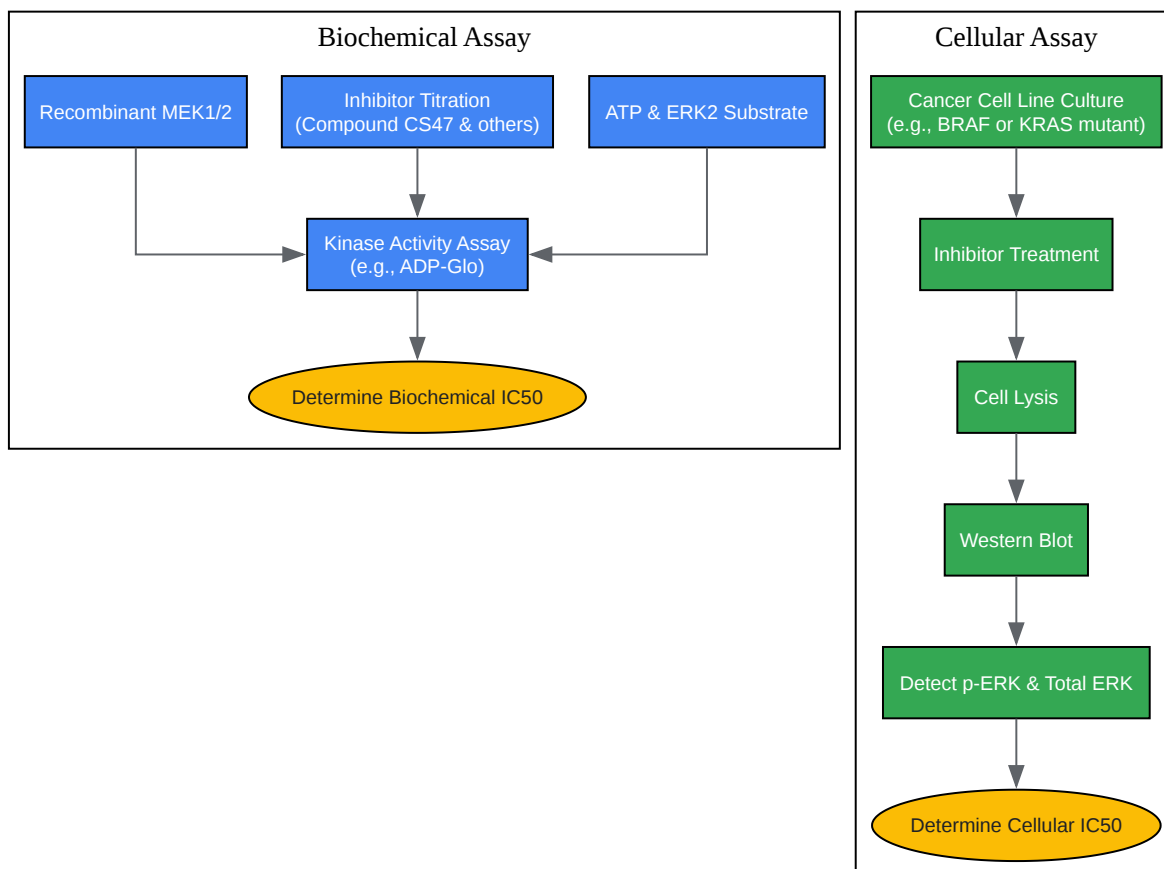 Biochemical Assay
Recombinant MEK1/2
Inhibitor Titration
(Compound CS47 & others)
ATP & ERK2 Substrate
Kinase Activity Assay
(e.g., ADP-Glo)
Determine Biochemical IC50
Cellular Assay
Cancer Cell Line Culture
(e.g., BRAF or KRAS mutant)
Inhibitor Treatment
Cell Lysis
Western Blot
Detect p-ERK & Total ERK
Determine Cellular IC50